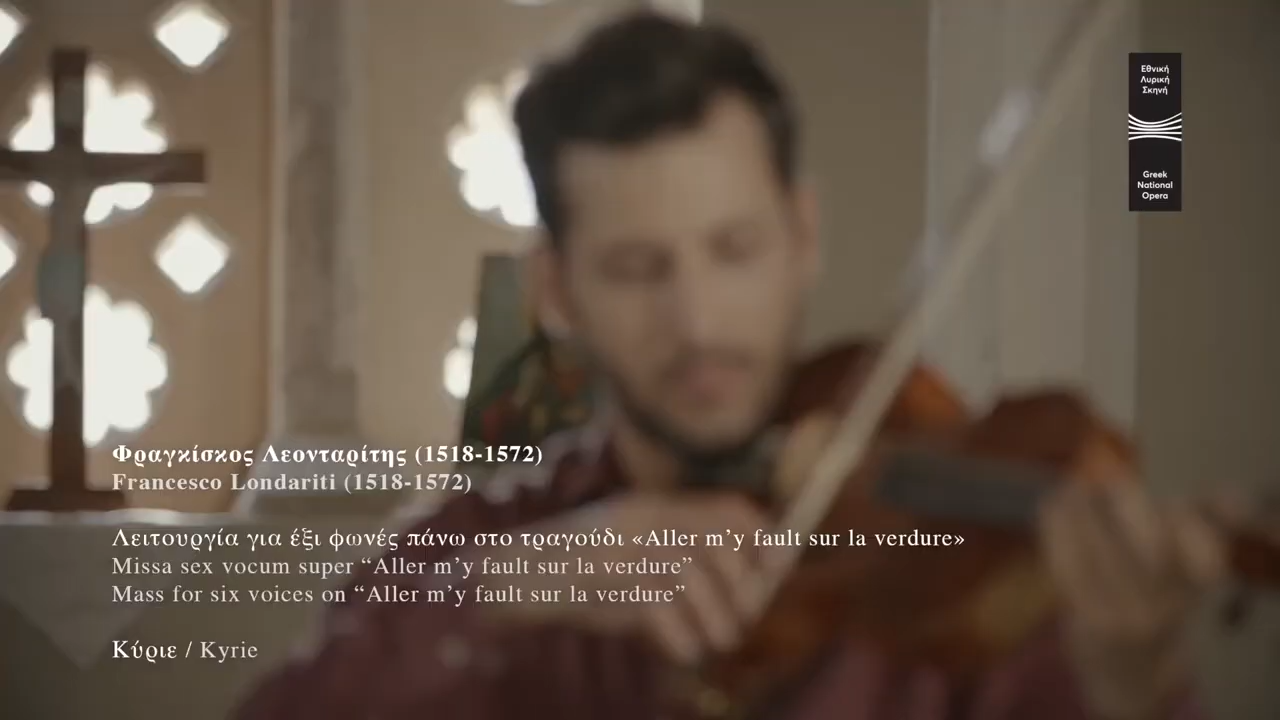 Εθνική
Λυρική
Σκηνή
Greek
National
Opera
Φραγκίσκος Λεονταρίτης (1518-1572)
Francesco Londariti (1518-1572)
Λειτουργία για έξι φωνές πάνω στο τραγούδι «Aller m’y fault sur la verdure»
Missa sex vocum super “Aller m’y fault sur la verdure”
Mass for six voices on “Aller m’y fault sur la verdure”
Κύριε / Kyrie